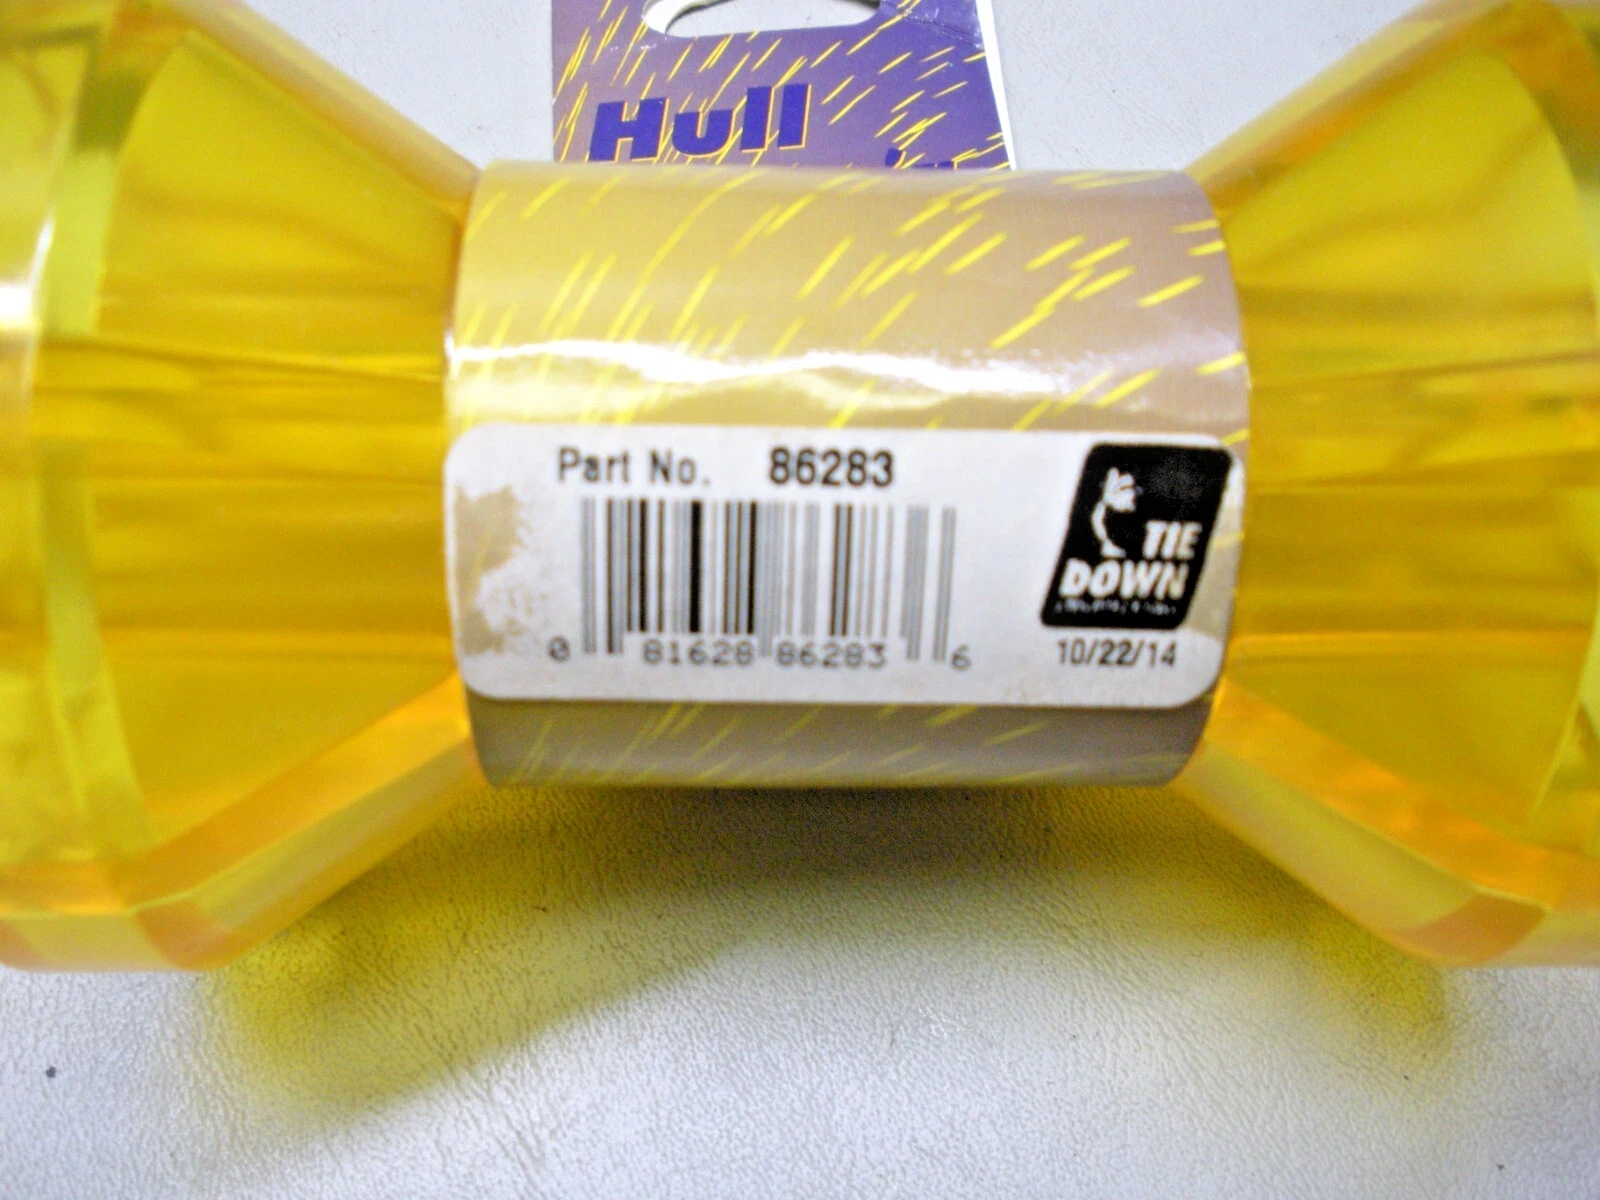 Hull
Part No. 86283
TIE
DOWN
0 81628 86283 6
10/22/14